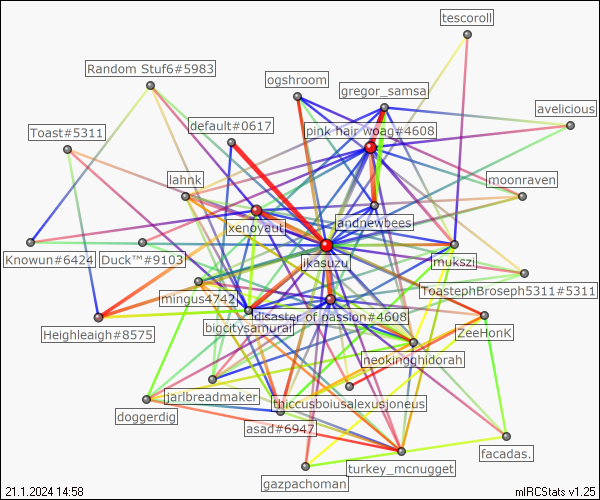 tescoroll
Random Stuf6#5983
ogshroom
gregor_samsa
avelicious
default#0617
pink hair woag#4608
Toast#5311
lahnk
moonraven
xenoyaut
andnewbees
Knowun#6424
Duck™#9103
ikasuzu
mukszi
ToastephBroseph5311#5311
mingus4742
disaster of passion#4608
bigcitysamurai
Heighleaigh#8575
ZeeHonK
neokingghidorah
jarlbreadmaker
thiccusboiusalexusjoneus
doggerdig
asad#6947
facadas.
turkey_mcnugget
gazpachoman
21.1.2024 14:58
mIRCStats v1.25